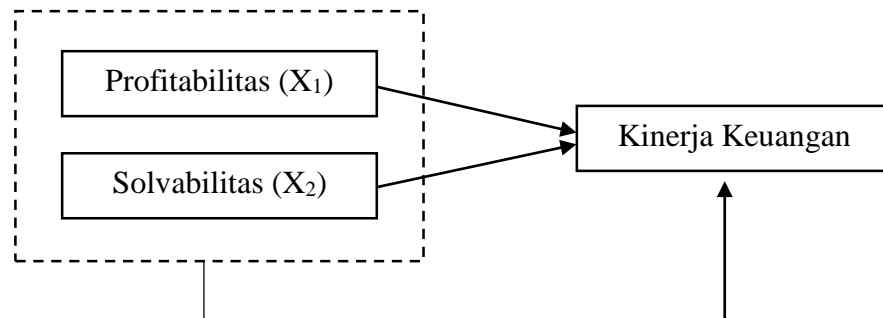 Profitabilitas (X₁)
Kinerja Keuangan
Solvabilitas (X₂)